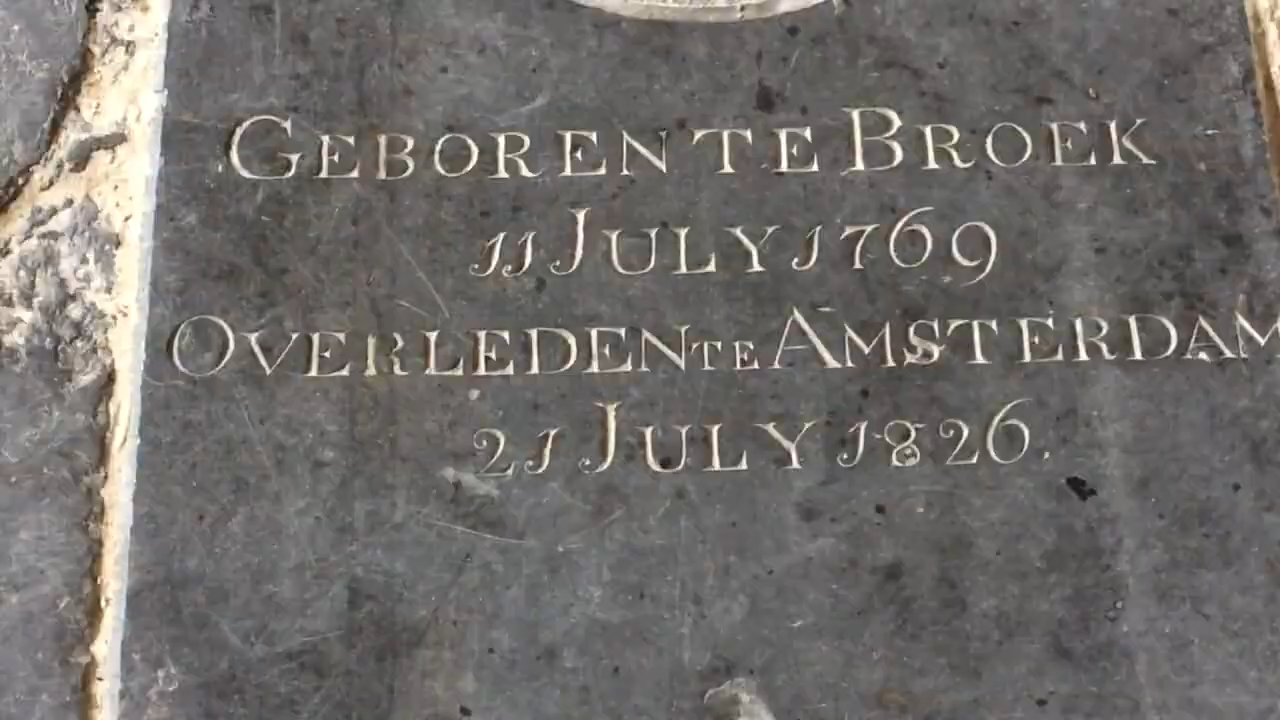 GEBOREN TE BROEK
11 JULY 1769
OVERLEDEN TE AMSTERDAM
21 JULY 1826.